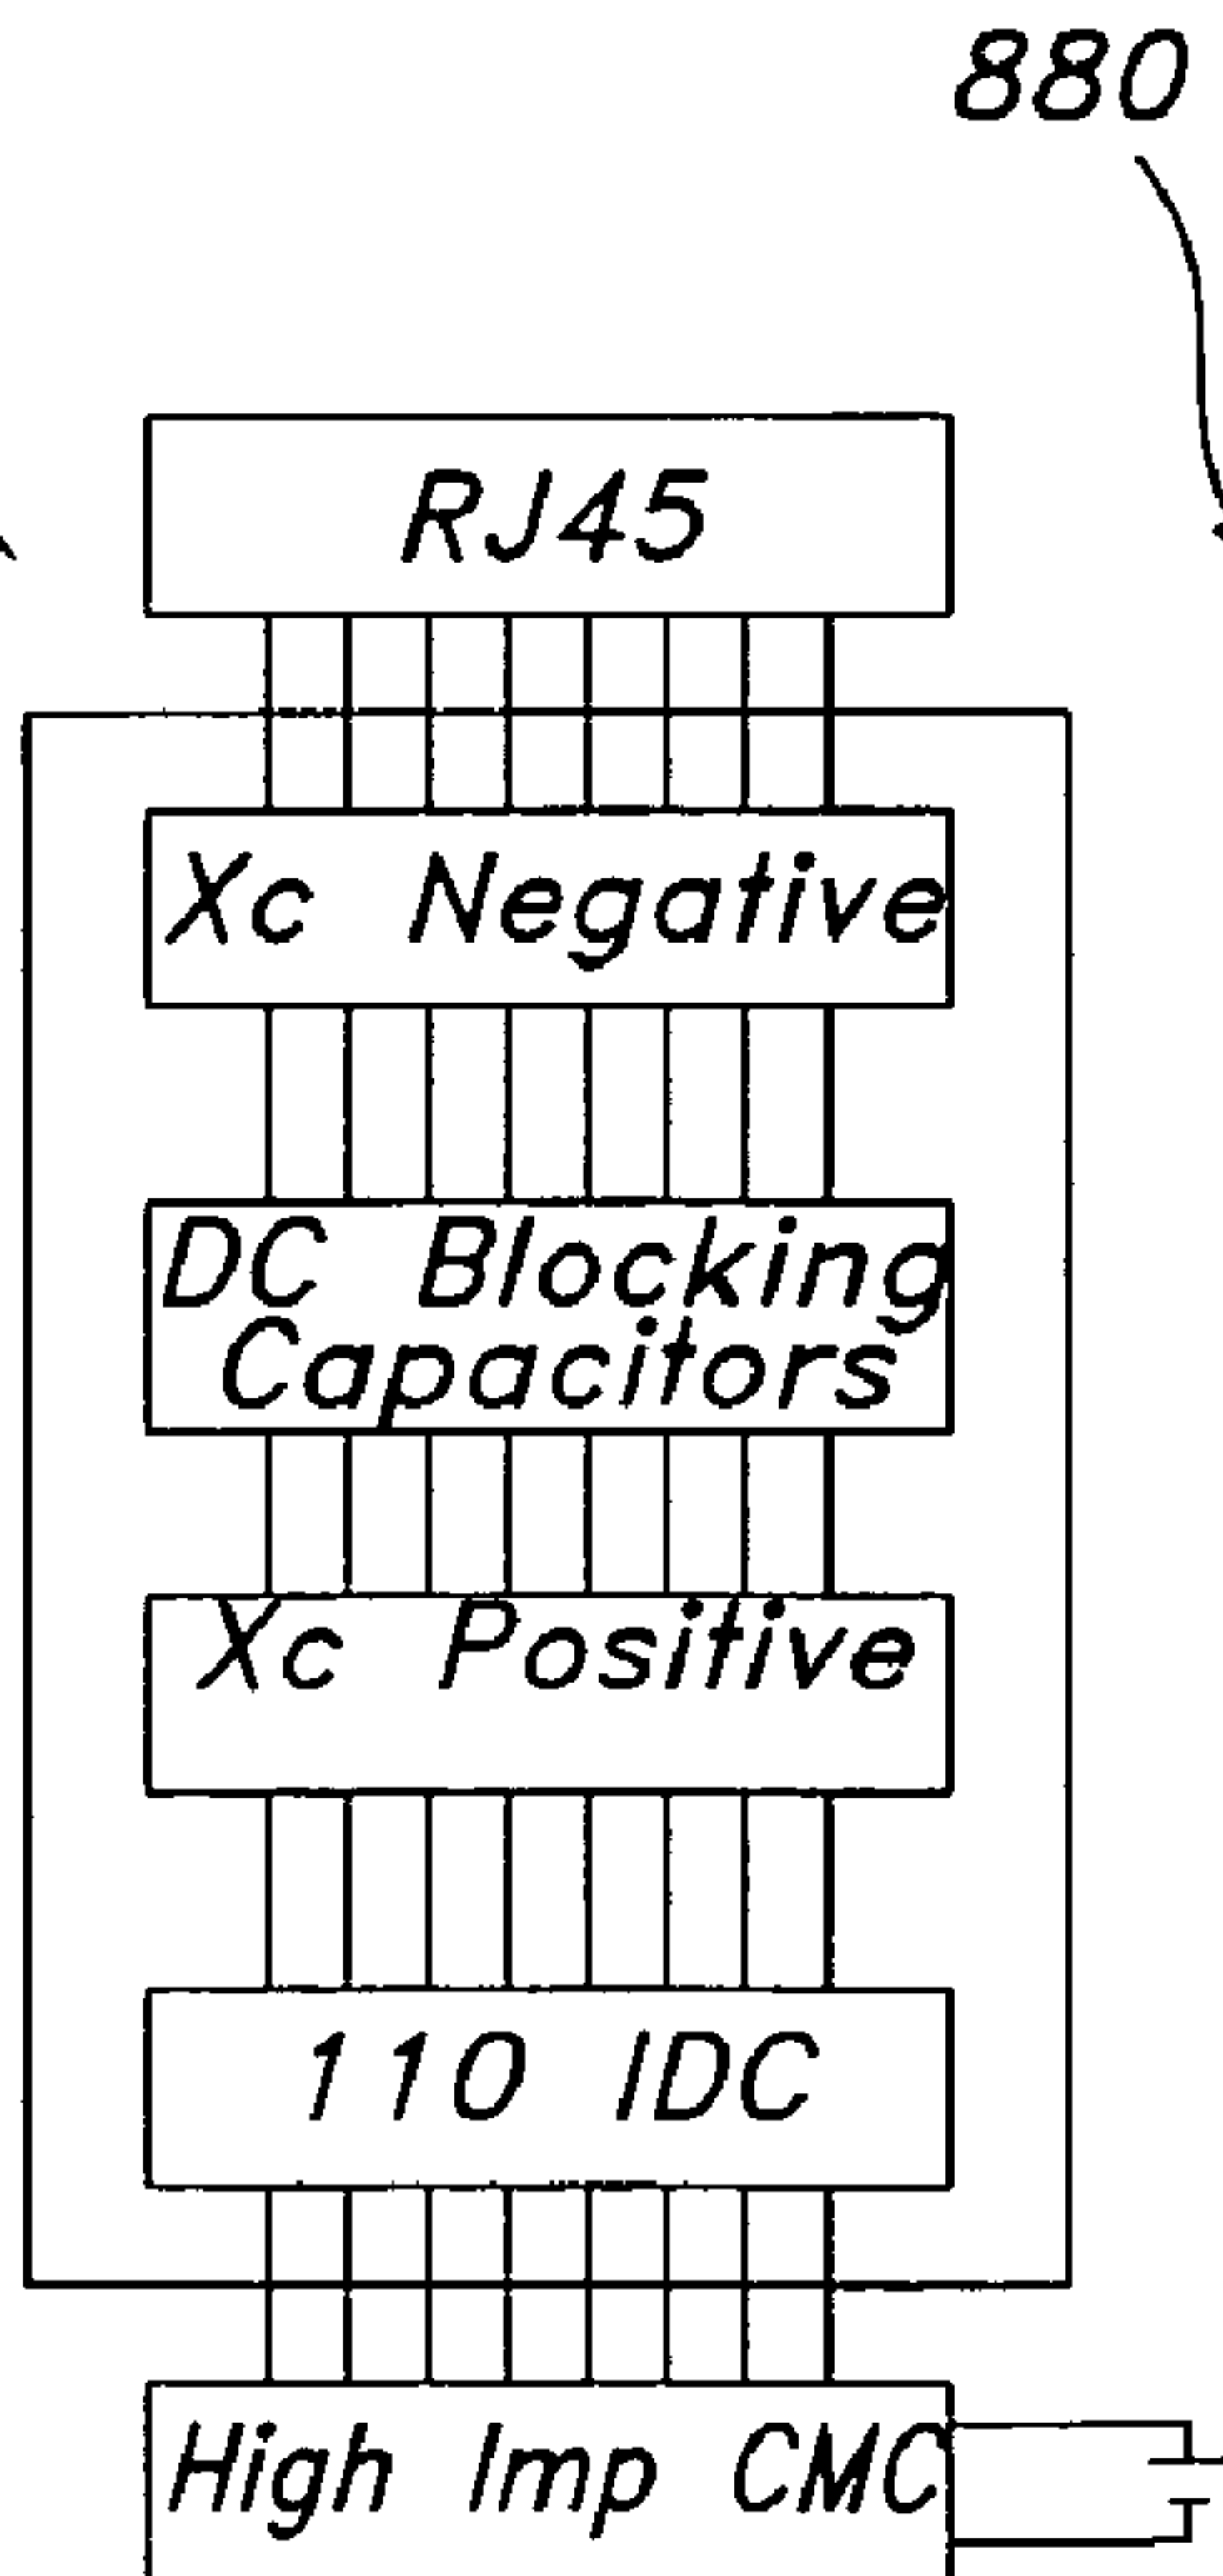 880
RJ45
Xc Negative
DC Blocking
Capacitors
Xc Positive
110 IDC
High Imp CMC